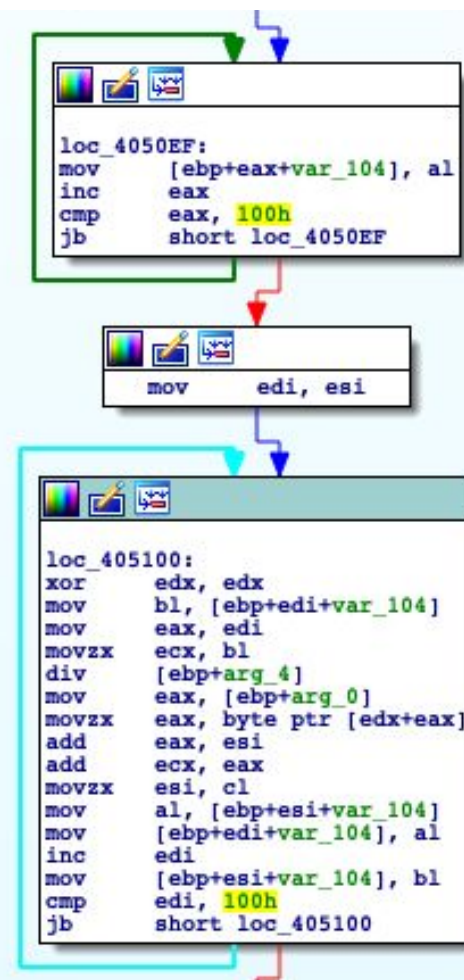 loc_4050EF:
mov [ebp+eax+var_104], al
inc eax
cmp eax, 100h
jb short loc_4050EF
mov edi, esi
loc_405100:
xor edx, edx
mov bl, [ebp+edi+var_104]
mov eax, edi
movzx ecx, bl
div [ebp+arg_4]
mov eax, [ebp+arg_0]
movzx eax, byte ptr [edx+eax]
add eax, esi
add ecx, eax
movzx esi, cl
mov al, [ebp+esi+var_104]
mov [ebp+edi+var_104], al
inc edi
mov [ebp+esi+var_104], bl
cmp edi, 100h
jb short loc_405100